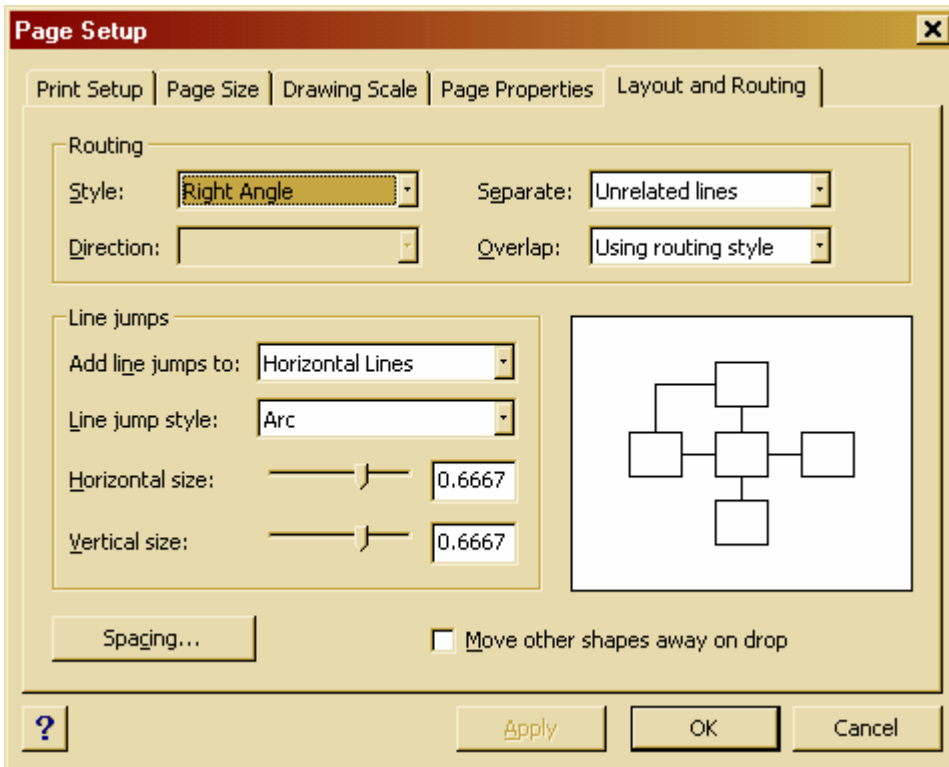 Page Setup
Print Setup Page Size Drawing Scale Page Properties Layout and Routing
Routing
Style: Right Angle Separate: Unrelated lines
Direction: Overlap: Using routing style
Line jumps
Add line jumps to: Horizontal Lines
Line jump style: Arc
Horizontal size: 0.6667
Vertical size: 0.6667
Spacing... Move other shapes away on drop
? Apply OK Cancel